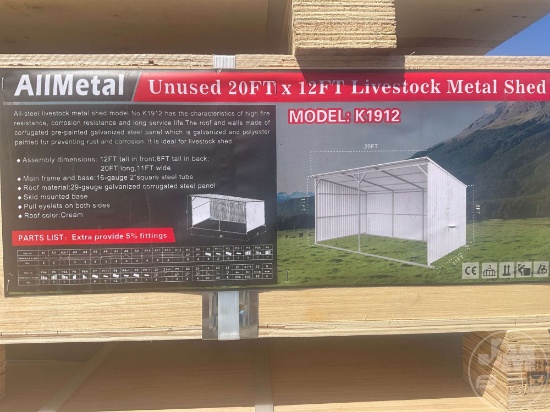 AllMetal
Unused 20FT x 12FT Livestock Metal Shed
MODEL: K1912
All-steel livestock metal shed model No.K1912 has the characteristics of high fire
resistance, corrosion resistance and long service life.The roof and walls made of
corrugated pre-painted galvanized steel panel which is galvanized and polyester
painted for preventing rust and corrosion. It is ideal for livestock shed.
Assembly dimensions: 12FT tall in front;8FT tall in back;
20FT long,11FT wide
Main frame and base:16-gauge 2"square steel tube
Roof material:29-gauge galvanized corrugated steel panel
Skid mounted base
Pull eyelets on both sides
Roof color:Cream
PARTS LIST: Extra provide 5% fittings
20FT
11FT
CE